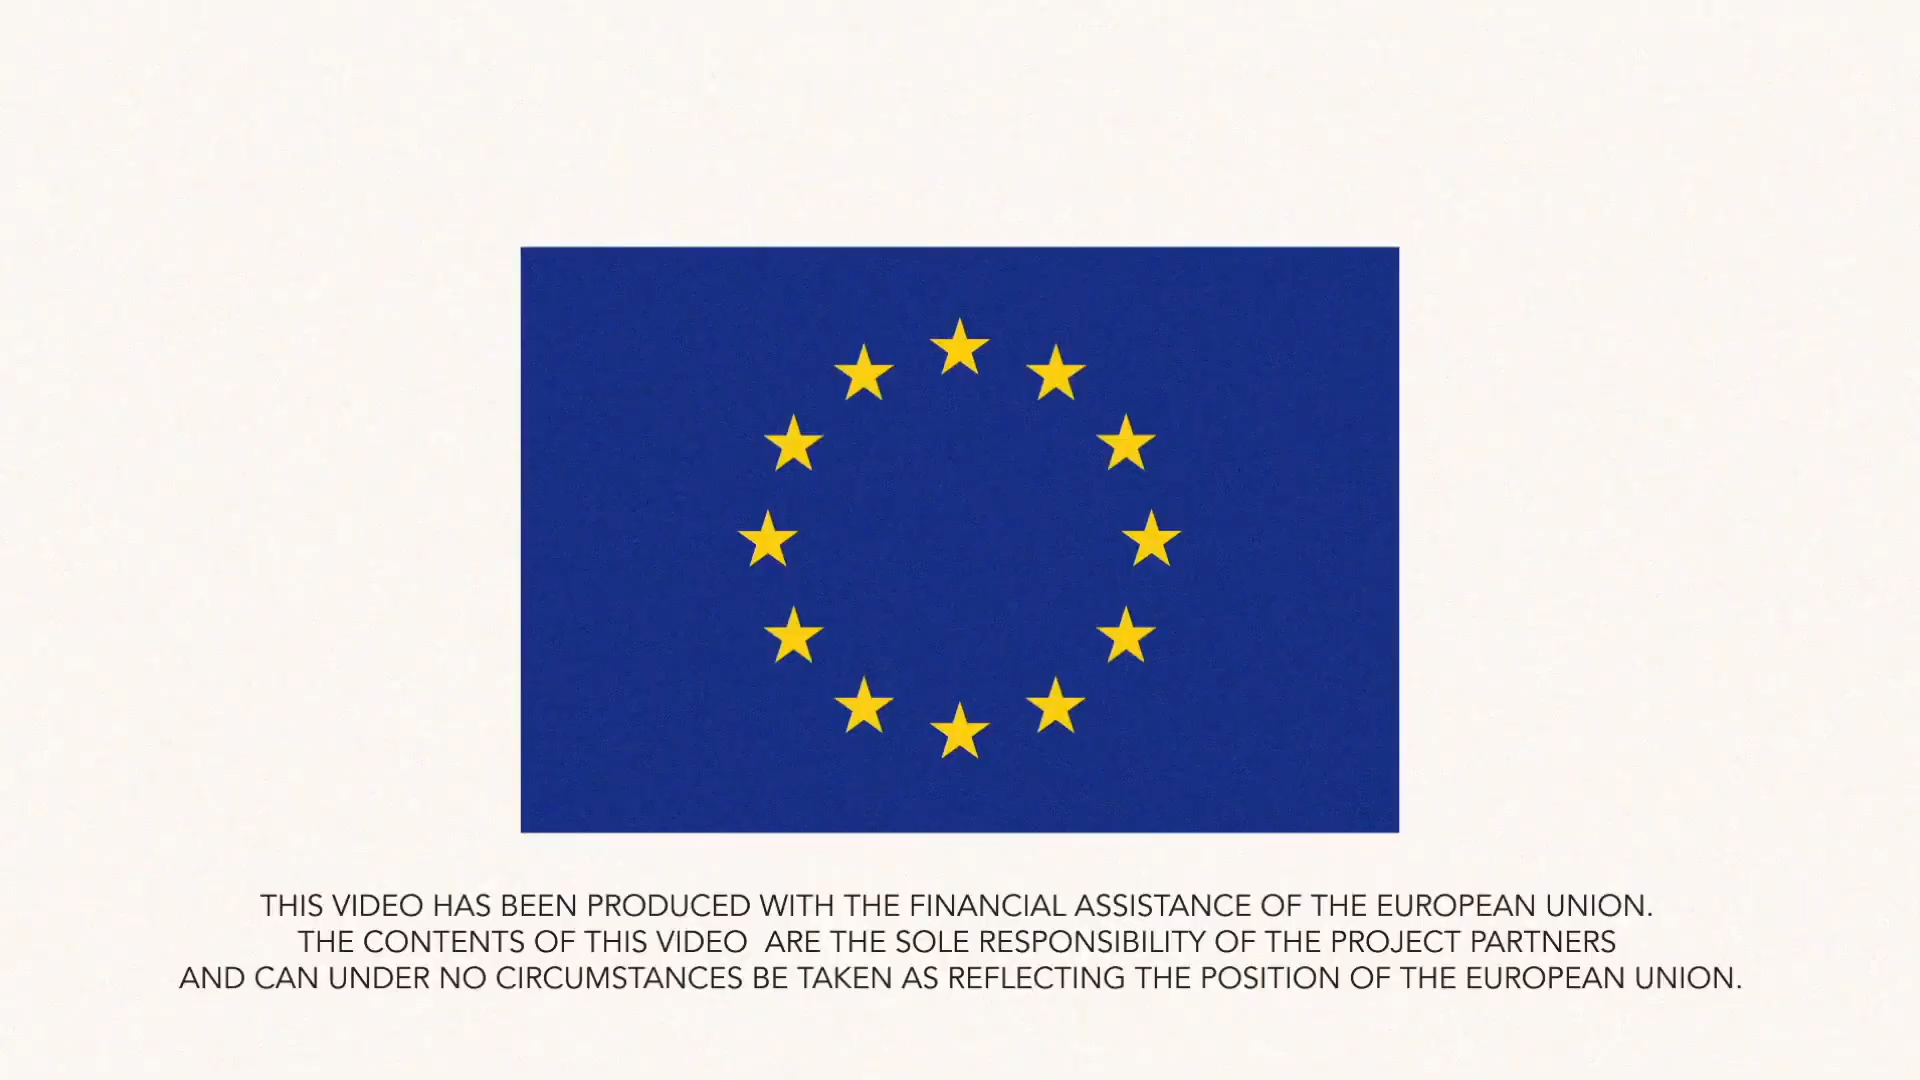 THIS VIDEO HAS BEEN PRODUCED WITH THE FINANCIAL ASSISTANCE OF THE EUROPEAN UNION.
THE CONTENTS OF THIS VIDEO  ARE THE SOLE RESPONSIBILITY OF THE PROJECT PARTNERS
AND CAN UNDER NO CIRCUMSTANCES BE TAKEN AS REFLECTING THE POSITION OF THE EUROPEAN UNION.